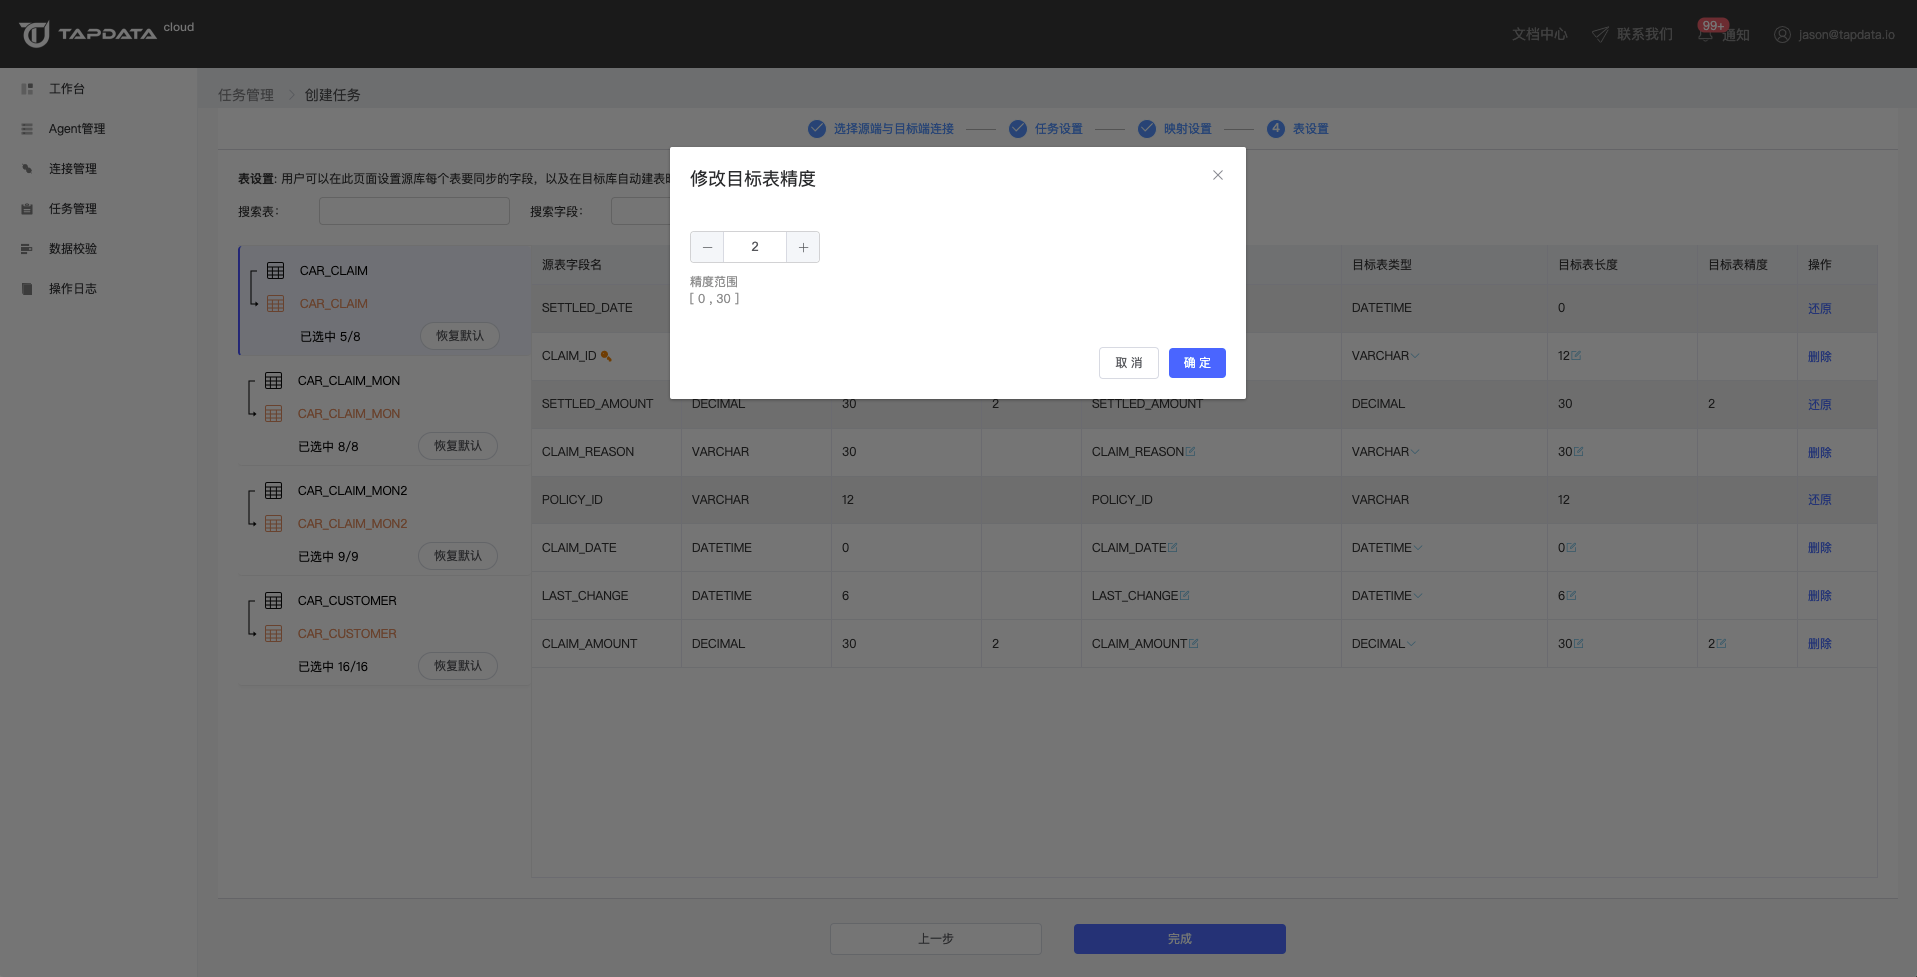 TAPDATA cloud
文档中心 联系我们 99+ 通知 jason@tapdata.io
工作台
Agent管理
连接管理
任务管理
数据校验
操作日志
任务管理 创建任务
选择源端与目标端连接 任务设置 映射设置 4 表设置
表设置: 用户可以在此页面设置源库每个表要同步的字段，以及在目标库自动建表
搜索表: 搜索字段:
CAR_CLAIM
CAR_CLAIM
已选中 5/8 恢复默认
CAR_CLAIM_MON
CAR_CLAIM_MON
已选中 8/8 恢复默认
CAR_CLAIM_MON2
CAR_CLAIM_MON2
已选中 9/9 恢复默认
CAR_CUSTOMER
CAR_CUSTOMER
已选中 16/16 恢复默认
修改目标表精度
2
精度范围
[ 0 , 30 ]
取 消 确 定
源表字段名 目标表类型 目标表长度 目标表精度 操作
SETTLED_DATE DATETIME 0 还原
CLAIM_ID VARCHAR 12 删除
SETTLED_AMOUNT DECIMAL 30 2 SETTLED_AMOUNT DECIMAL 30 2 还原
CLAIM_REASON VARCHAR 30 CLAIM_REASON VARCHAR 30 删除
POLICY_ID VARCHAR 12 POLICY_ID VARCHAR 12 还原
CLAIM_DATE DATETIME 0 CLAIM_DATE DATETIME 0 删除
LAST_CHANGE DATETIME 6 LAST_CHANGE DATETIME 6 删除
CLAIM_AMOUNT DECIMAL 30 2 CLAIM_AMOUNT DECIMAL 30 2 删除
上一步 完成